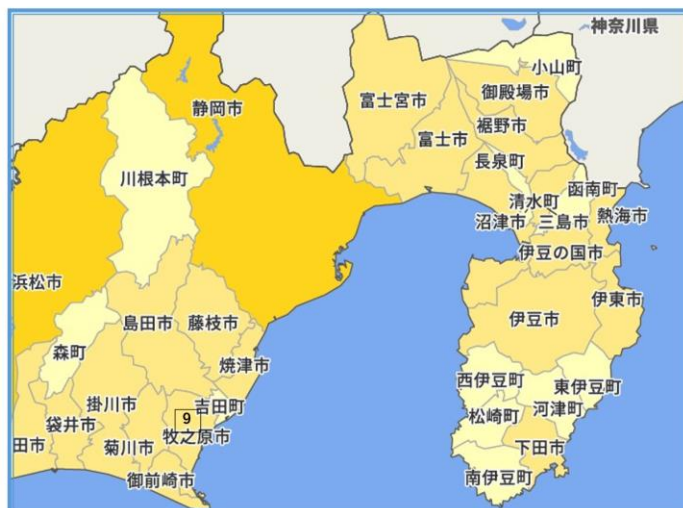 神奈川県
小山町
静岡市
富士宮市
御殿場市
富士市
裾野市
長泉町
川根本町
函南町
清水町
沼津市
三島市
熱海市
伊豆の国市
浜松市
島田市
藤枝市
伊豆市
伊東市
森町
焼津市
西伊豆町
東伊豆町
掛川市
吉田町
松崎町
河津町
9
袋井市
牧之原市
田市
菊川市
下田市
御前崎市
南伊豆町